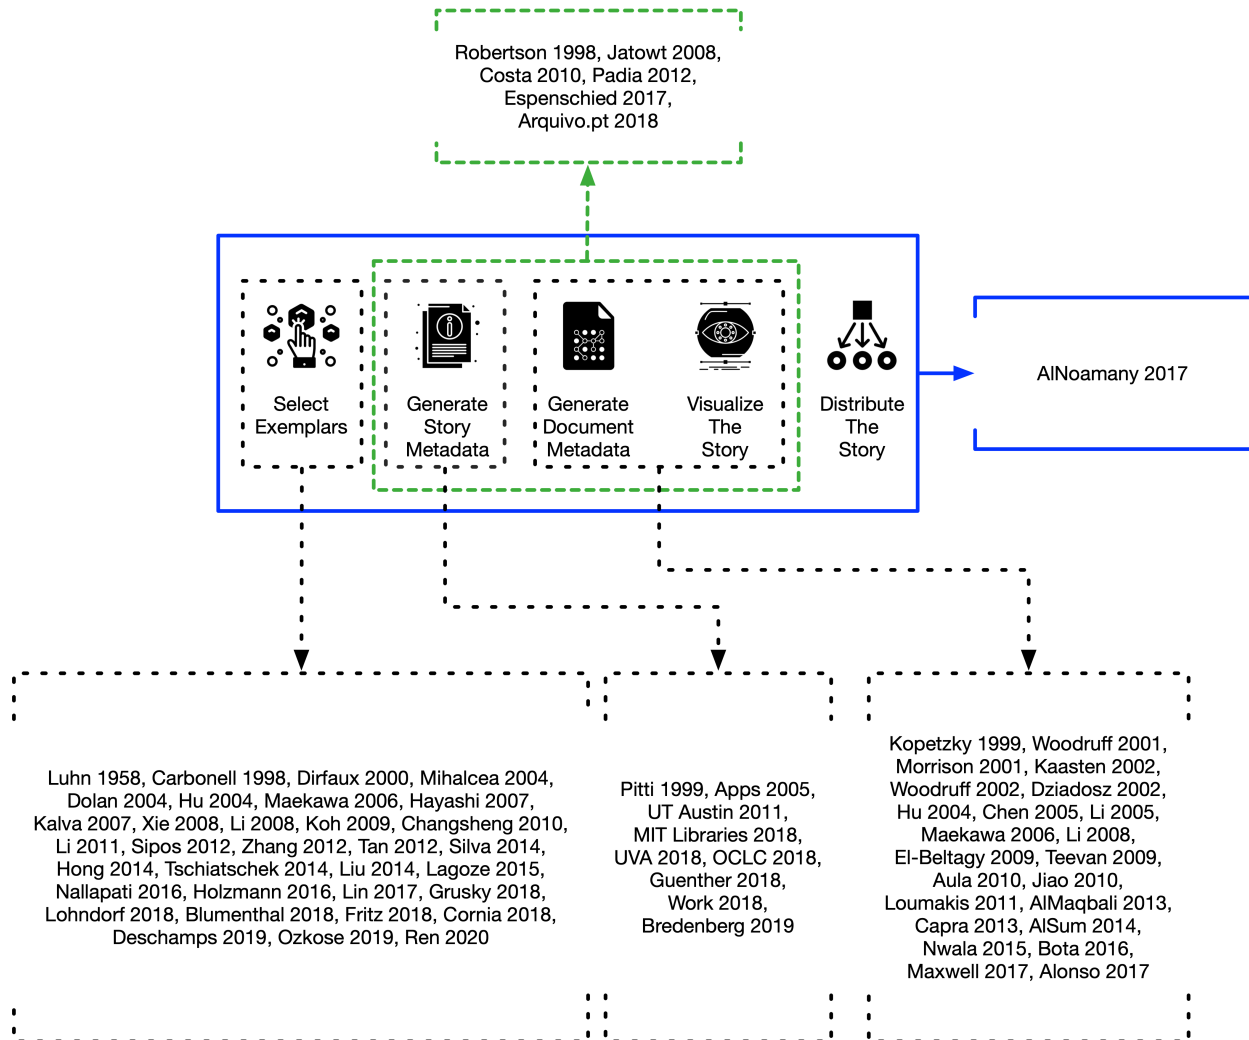 Robertson 1998, Jatowt 2008,
Costa 2010, Padia 2012,
Espenschied 2017,
Arquivo.pt 2018
Select
Exemplars
Generate
Story
Metadata
Generate
Document
Metadata
Visualize
The
Story
Distribute
The
Story
AlNoamany 2017
Luhn 1958, Carbonell 1998, Dirfaux 2000, Mihalcea 2004,
Dolan 2004, Hu 2004, Maekawa 2006, Hayashi 2007,
Kalva 2007, Xie 2008, Li 2008, Koh 2009, Changsheng 2010,
Li 2011, Sipos 2012, Zhang 2012, Tan 2012, Silva 2014,
Hong 2014, Tschiatschek 2014, Liu 2014, Lagoze 2015,
Nallapati 2016, Holzmann 2016, Lin 2017, Grusky 2018,
Lohndorf 2018, Blumenthal 2018, Fritz 2018, Cornia 2018,
Deschamps 2019, Ozkose 2019, Ren 2020
Pitti 1999, Apps 2005,
UT Austin 2011,
MIT Libraries 2018,
UVA 2018, OCLC 2018,
Guenther 2018,
Work 2018,
Bredenberg 2019
Kopetzky 1999, Woodruff 2001,
Morrison 2001, Kaasten 2002,
Woodruff 2002, Dziadosz 2002,
Hu 2004, Chen 2005, Li 2005,
Maekawa 2006, Li 2008,
El-Beltagy 2009, Teevan 2009,
Aula 2010, Jiao 2010,
Loumakis 2011, AlMaqbali 2013,
Capra 2013, AlSum 2014,
Nwala 2015, Bota 2016,
Maxwell 2017, Alonso 2017